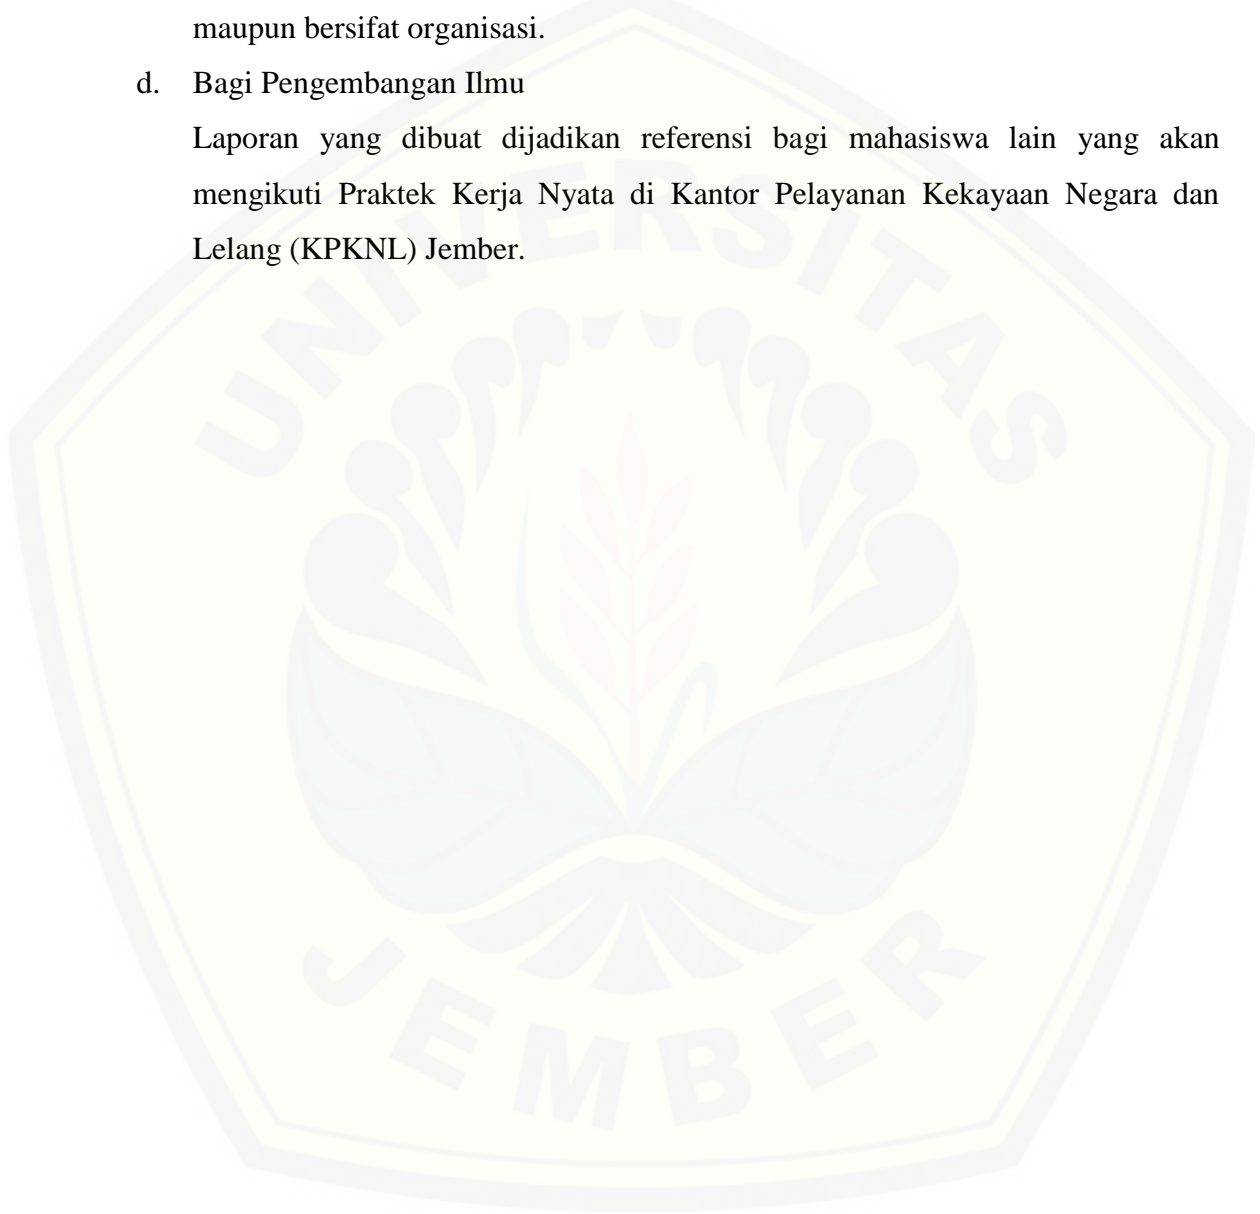 maupun bersifat organisasi.
d. Bagi Pengembangan Ilmu
Laporan yang dibuat dijadikan referensi bagi mahasiswa lain yang akan
mengikuti Praktek Kerja Nyata di Kantor Pelayanan Kekayaan Negara dan
Lelang (KPKNL) Jember.
UNIVERSITAS
JEMBER